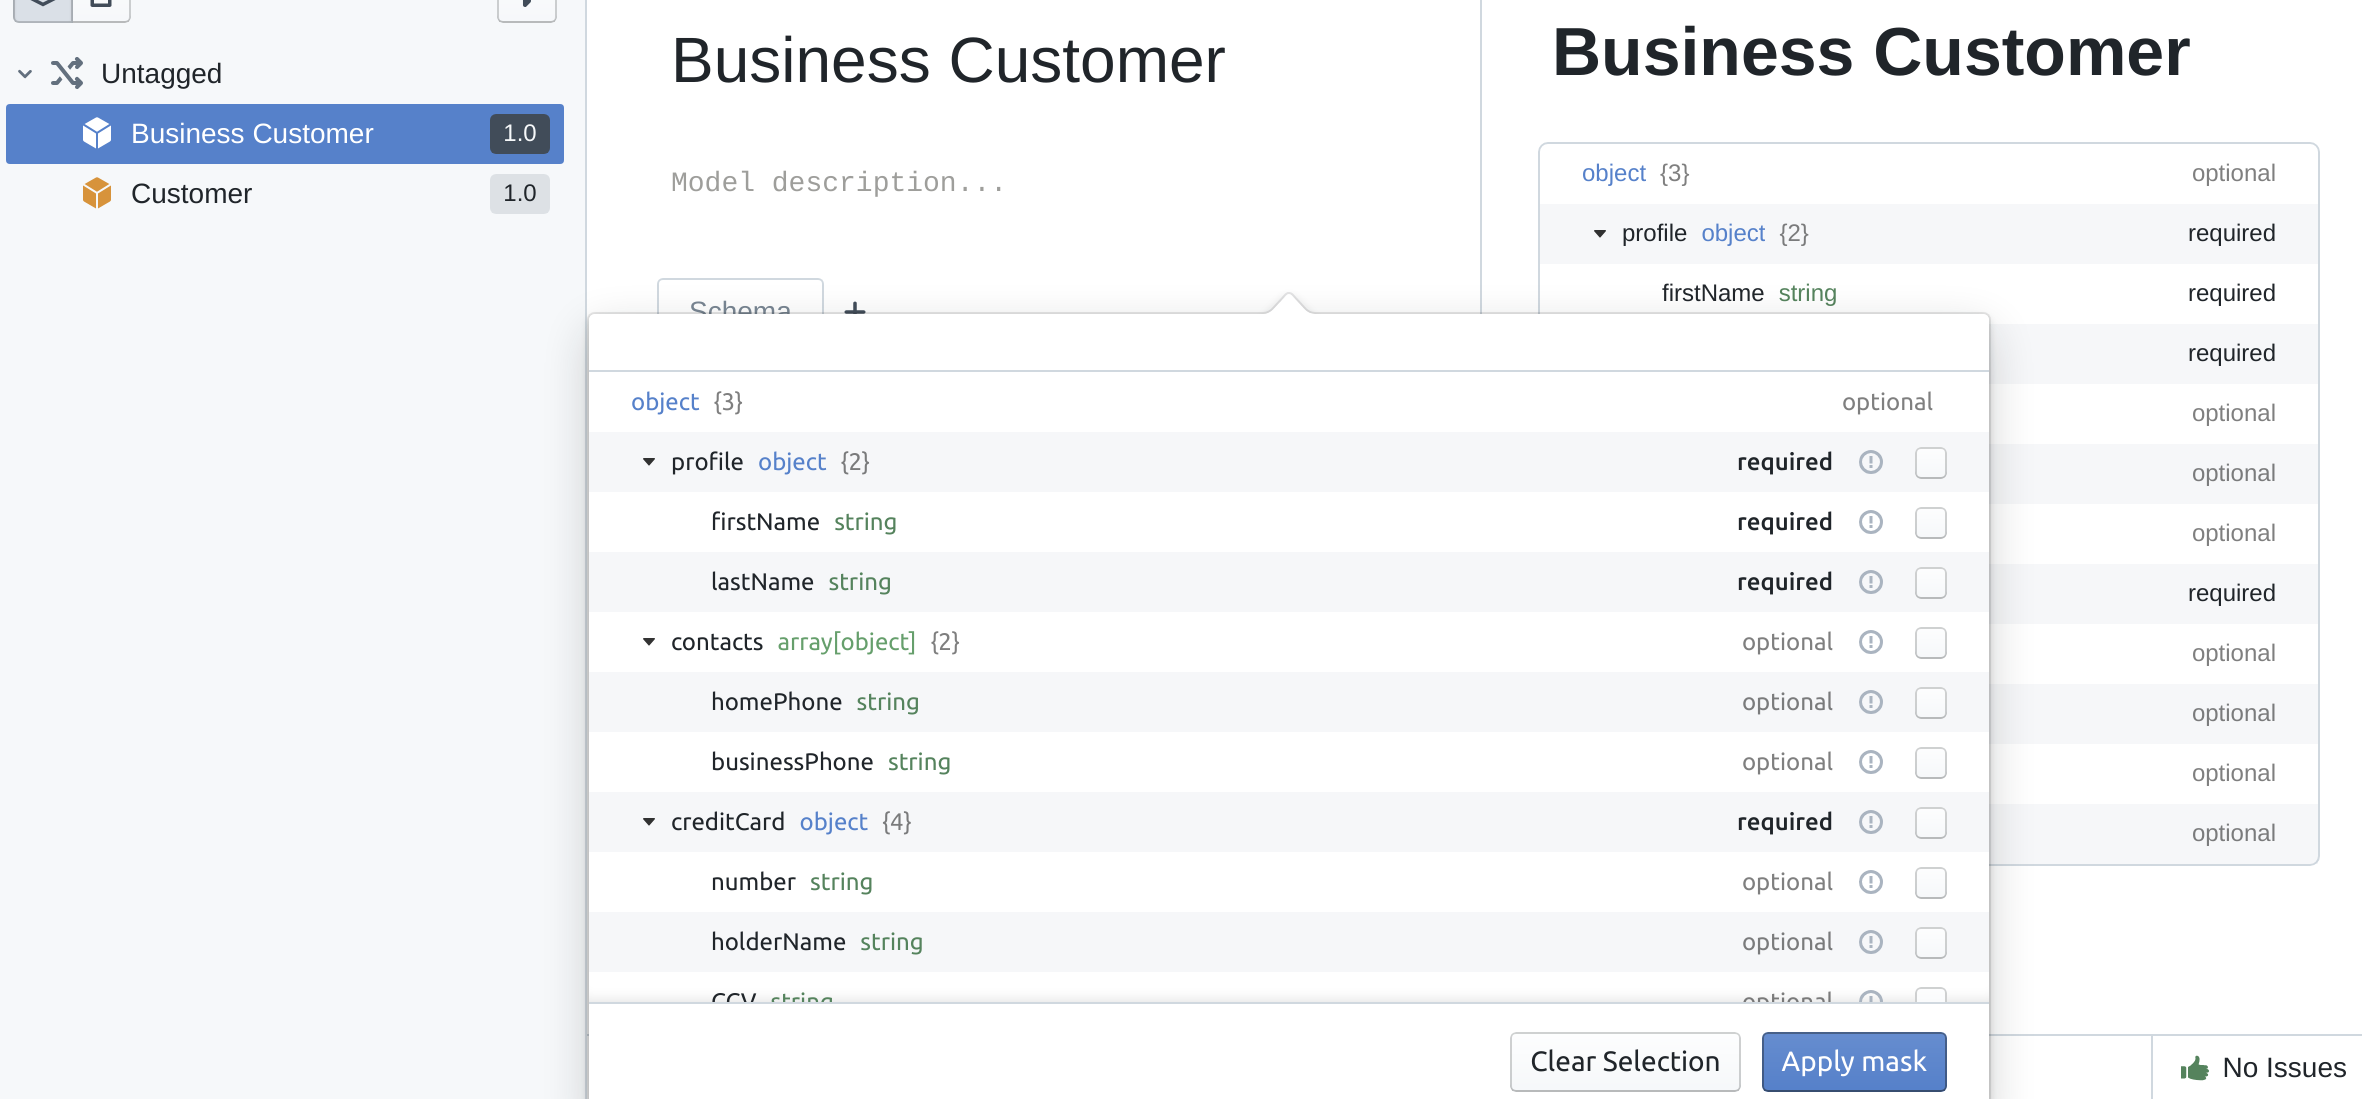 Untagged
Business Customer 1.0
Customer 1.0
Business Customer
Model description...
Schema +
object {3} optional
profile object {2} required
firstName string required
lastName string required
contacts array[object] {2} optional
homePhone string optional
businessPhone string optional
creditCard object {4} required
number string optional
holderName string optional
CCV string optional
Clear Selection Apply mask
Business Customer
object {3} optional
profile object {2} required
firstName string required
required
optional
optional
optional
required
optional
optional
optional
optional
No Issues